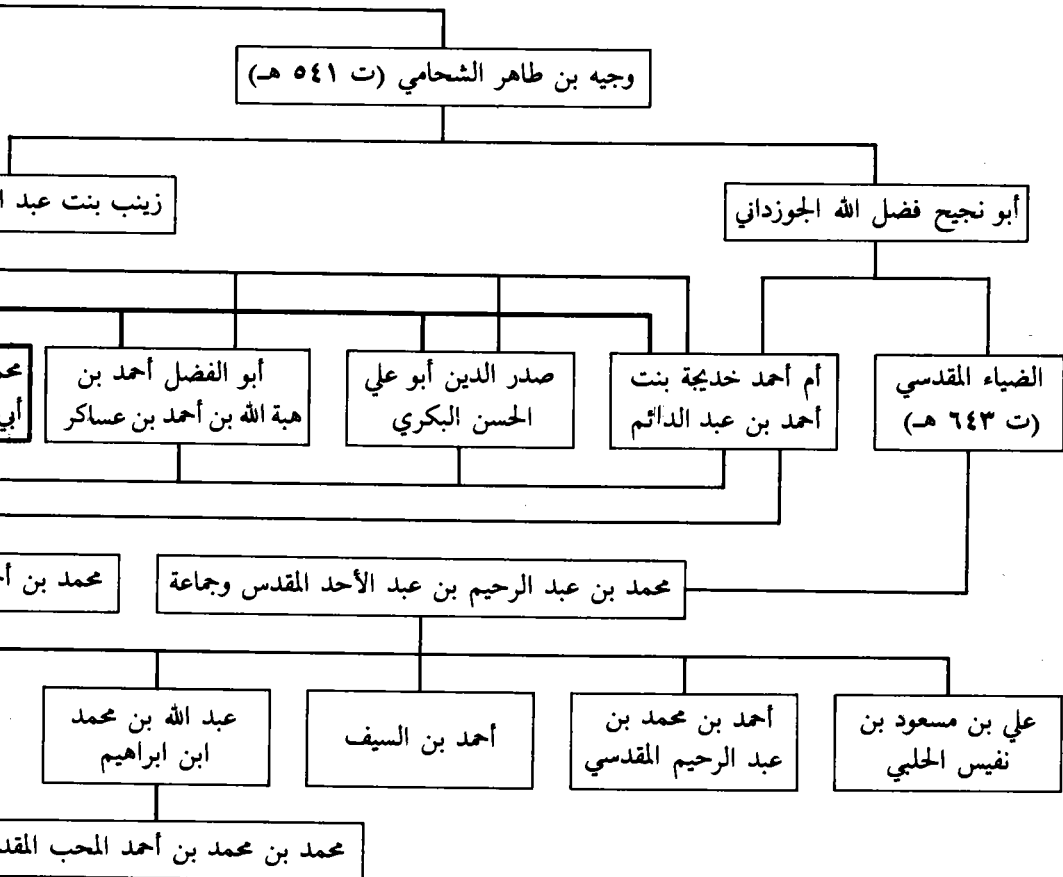 وجيه بن طاهر الشحامي (ت ٥٤١ هـ)
أبو نجيح فضل الله الجوزداني
زينب بنت عبد
الضياء المقدسي
(ت ٦٤٣ هـ)
أم أحمد خديجة بنت
أحمد بن عبد الدائم
صدر الدين أبو علي
الحسن البكري
أبو الفضل أحمد بن
هبة الله بن أحمد بن عساكر
أبي
محمد بن عبد الرحيم بن عبد الأحد المقدس وجماعة
محمد بن
علي بن مسعود بن
نفيس الحلبي
أحمد بن محمد بن
عبد الرحيم المقدسي
أحمد بن السيف
عبد الله بن محمد
ابن ابراهيم
محمد بن محمد بن أحمد المحب